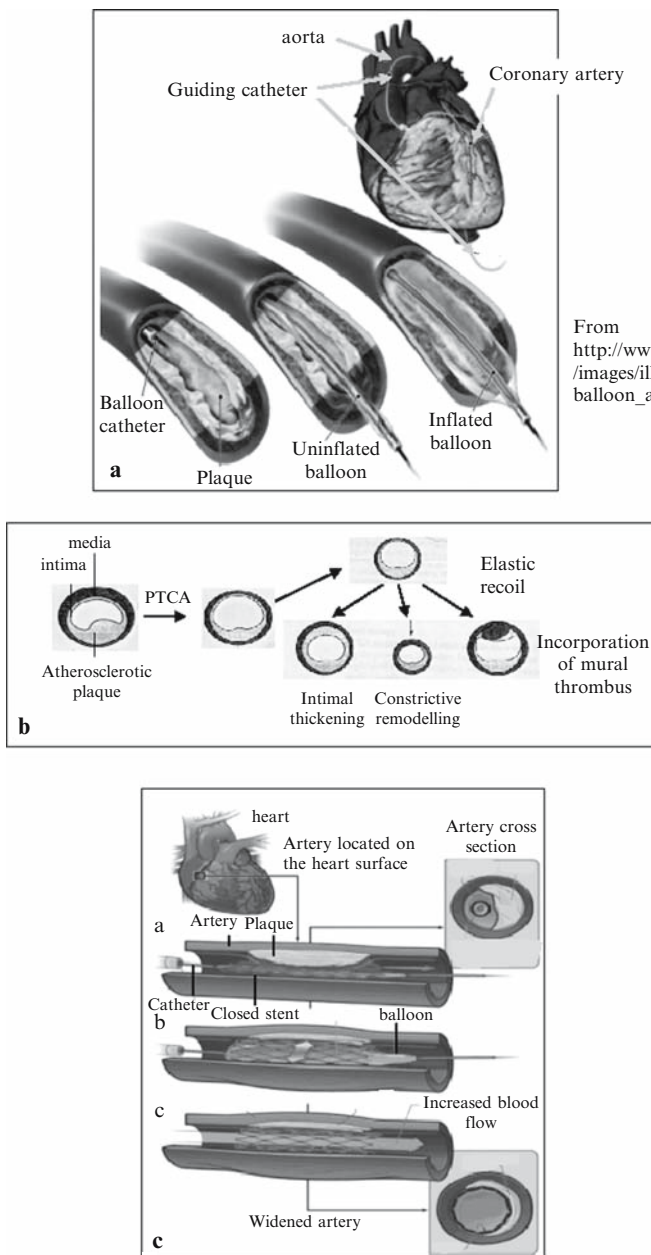 aorta
Guiding catheter
Coronary artery
Balloon
catheter
Plaque
Uninflated
balloon
Inflated
balloon
a
From
http://ww
/images/ill
balloon_a
media
intima
PTCA
Atherosclerotic
plaque
Elastic
recoil
Intimal
thickening
Constrictive
remodelling
Incorporation
of mural
thrombus
b
heart
Artery located on
the heart surface
Artery cross
section
a
Artery
Plaque
Catheter
Closed stent
b
balloon
c
Increased blood
flow
Widened artery
c